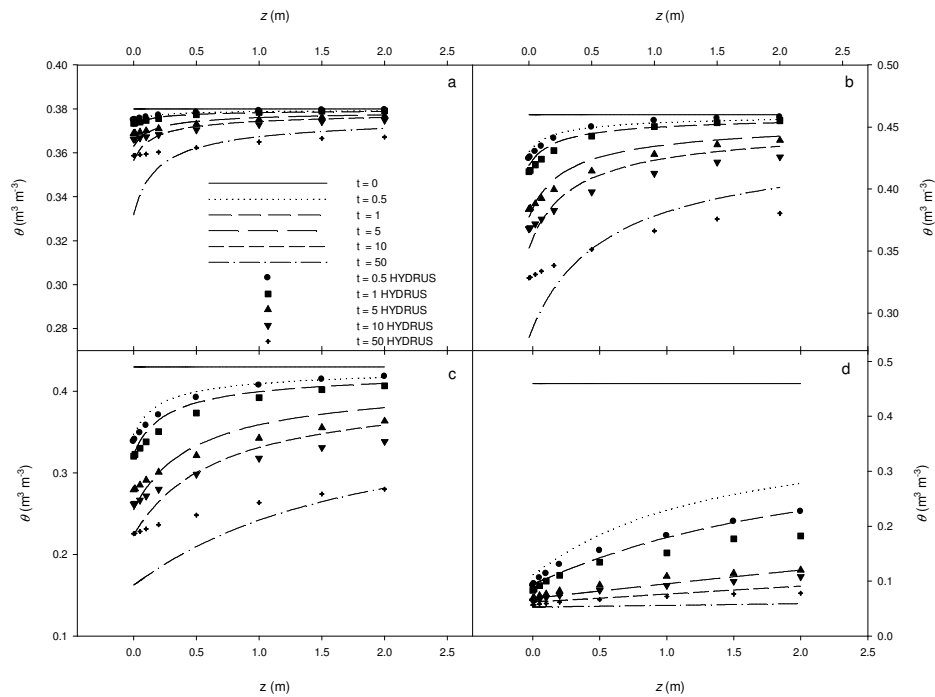 z (m)
z (m)
0.0 0.5 1.0 1.5 2.0 2.5
0.0 0.5 1.0 1.5 2.0 2.5
0.40
0.38
0.36
0.34
0.32
0.30
0.28
θ (m³ m⁻³)
a
t = 0
t = 0.5
t = 1
t = 5
t = 10
t = 50
t = 0.5 HYDRUS
t = 1 HYDRUS
t = 5 HYDRUS
t = 10 HYDRUS
t = 50 HYDRUS
b
0.50
0.45
0.40
0.35
0.30
θ (m³ m⁻³)
c
0.4
0.3
0.2
0.1
θ (m³ m⁻³)
d
0.5
0.4
0.3
0.2
0.1
0.0
θ (m³ m⁻³)
0.0 0.5 1.0 1.5 2.0 2.5
0.0 0.5 1.0 1.5 2.0 2.5
z (m)
z (m)